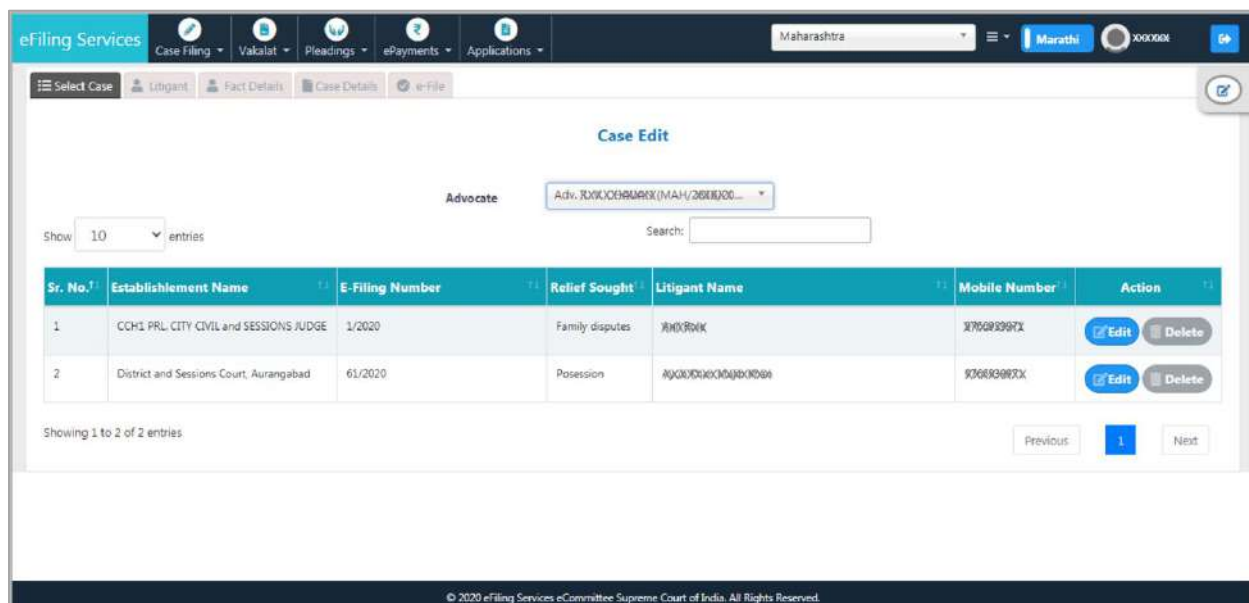 eFiling Services Case Filing Vakalat Pleadings ePayments Applications Maharashtra Marathi
Select Case Litigant Fact Details Case Details e-File
Case Edit
Advocate Adv.
Show 10 entries Search:
Sr. No. Establishlement Name E-Filing Number Relief Sought Litigant Name Mobile Number Action
1 CCH1 PRL. CITY CIVIL and SESSIONS JUDGE 1/2020 Family disputes Edit Delete
2 District and Sessions Court, Aurangabad 61/2020 Posession Edit Delete
Showing 1 to 2 of 2 entries Previous 1 Next
© 2020 eFiling Services eCommittee Supreme Court of India. All Rights Reserved.